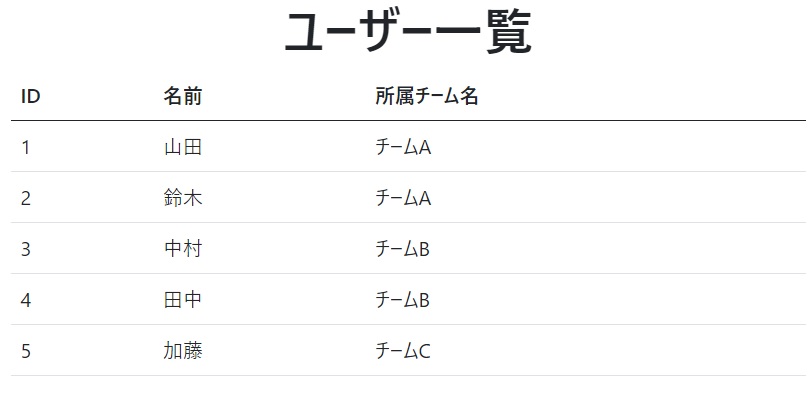 ユーザー一覧
ID 名前 所属チーム名
1 山田 チームA
2 鈴木 チームA
3 中村 チームB
4 田中 チームB
5 加藤 チームC